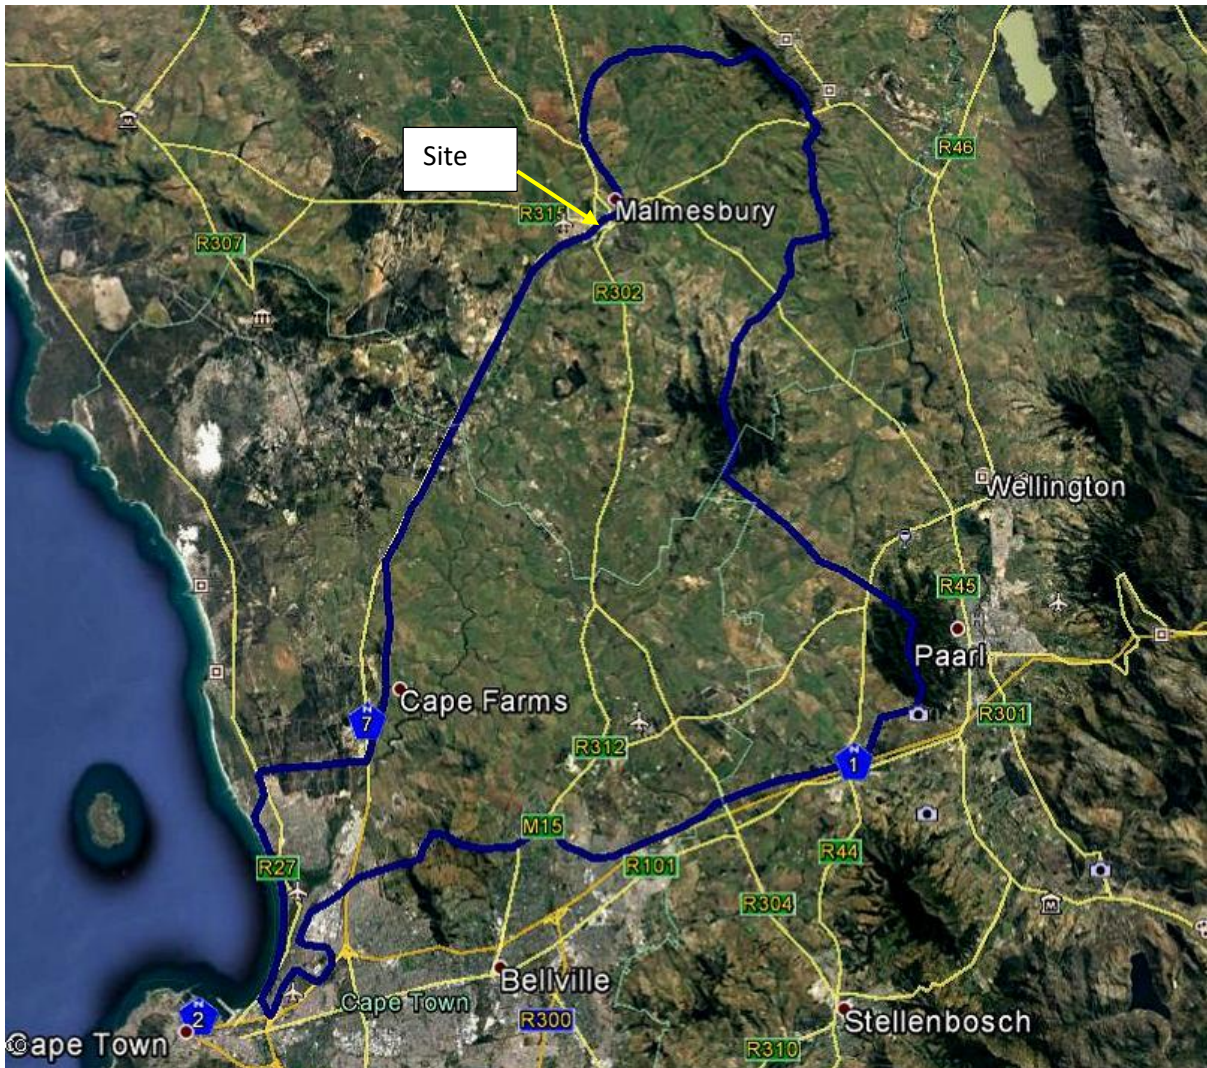 R46
Site
R315
Malmesbury
R307
R302
Wellington
R45
Paarl
Cape Farms
7
R301
R312
1
M15
R27
R101
R44
R304
Bellville
Cape Town
N
2
R300
Stellenbosch
Cape Town
R310